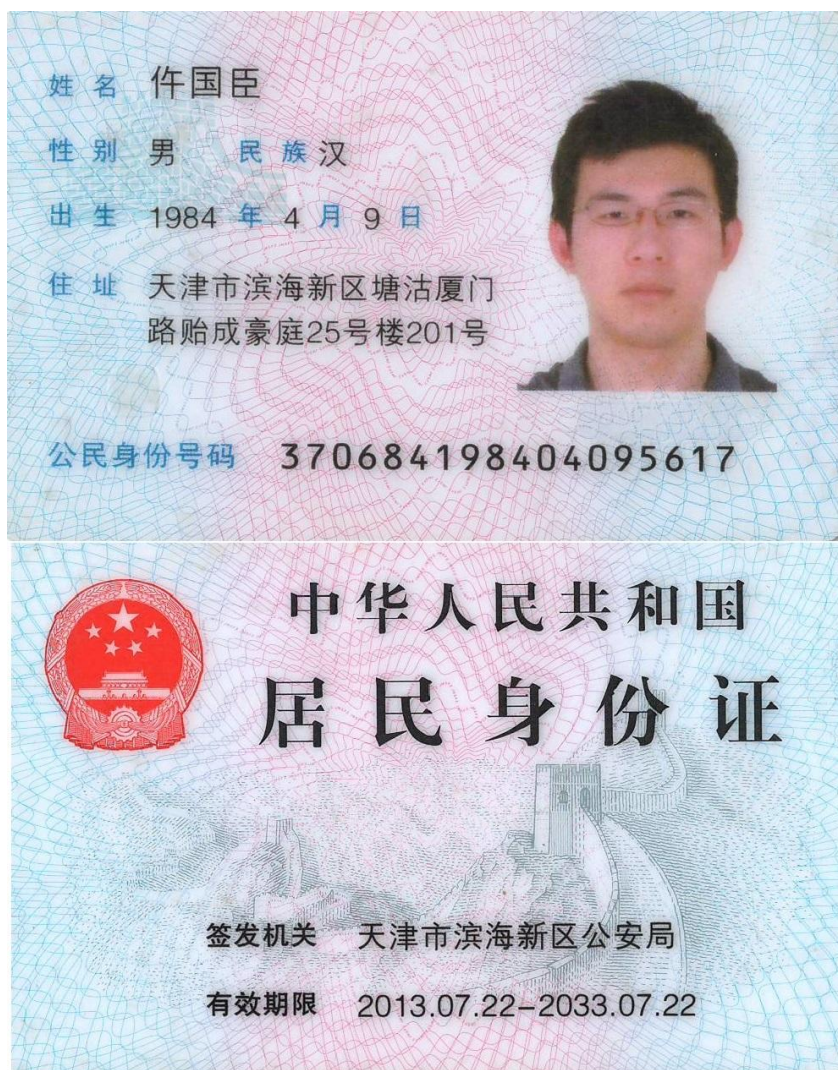 姓名 仵国臣
性别 男 民族 汉
出生 1984 年 4 月 9 日
住址 天津市滨海新区塘沽厦门
路贻成豪庭25号楼201号
公民身份号码 370684198404095617
中华人民共和国
居民身份证
签发机关 天津市滨海新区公安局
有效期限 2013.07.22-2033.07.22